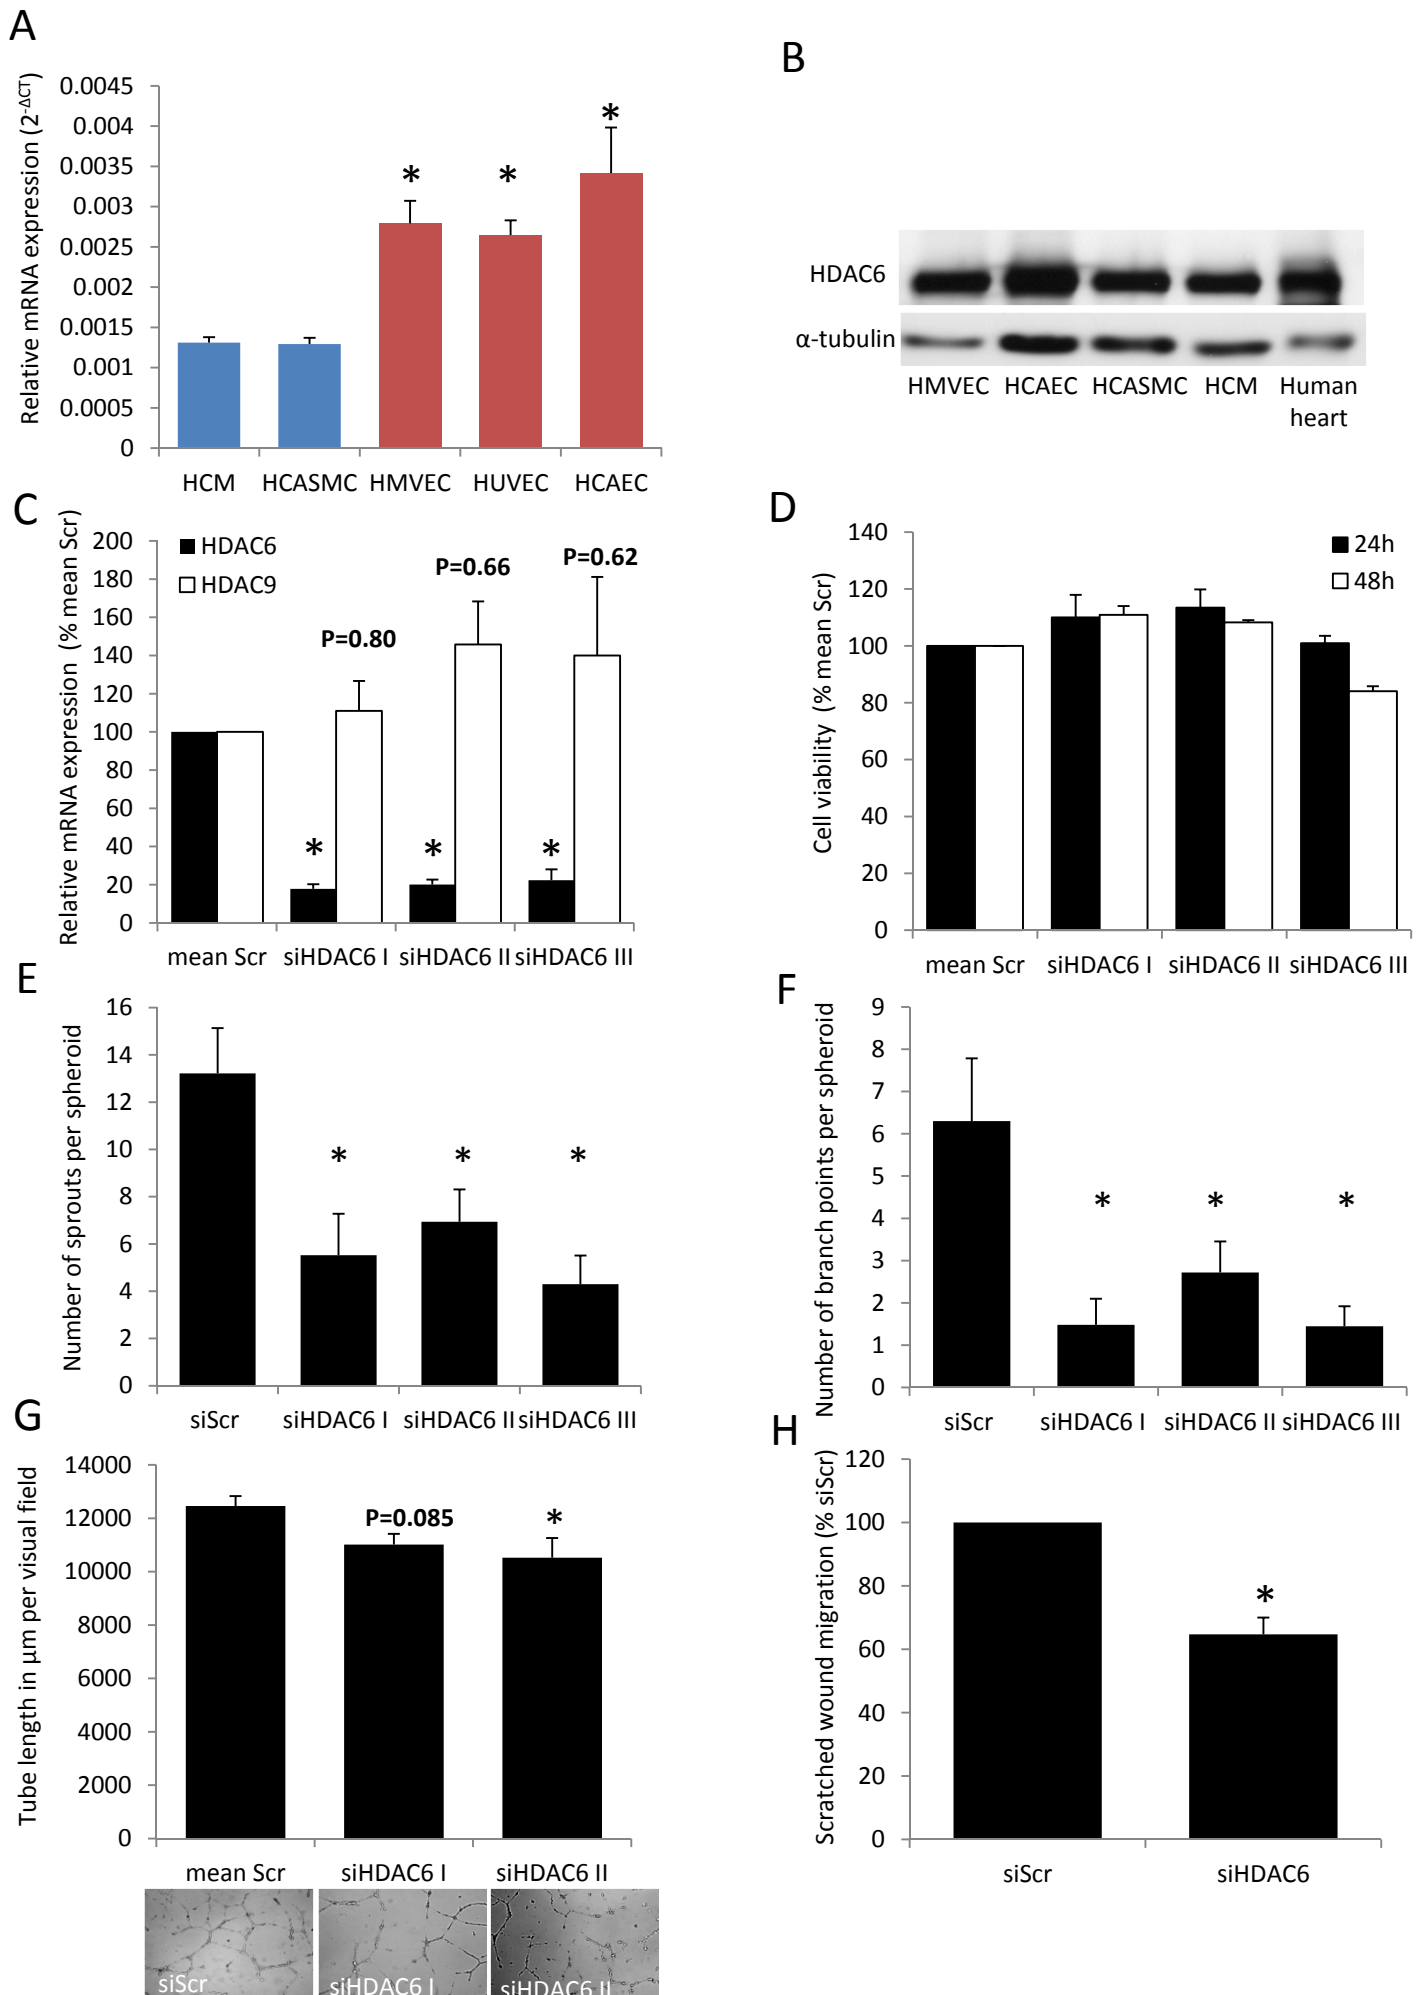 A
Relative mRNA expression (2-ΔCT)
0.0045
0.004
0.0035
0.003
0.0025
0.002
0.0015
0.001
0.0005
0
* * *
HCM HCASMC HMVEC HUVEC HCAEC
B
HDAC6
α-tubulin
HMVEC HCAEC HCASMC HCM Human
heart
C
Relative mRNA expression (% mean Scr)
200
180
160
140
120
100
80
60
40
20
0
HDAC6
HDAC9
P=0.80
P=0.66
P=0.62
* * *
mean Scr siHDAC6 I siHDAC6 II siHDAC6 III
D
Cell viability (% mean Scr)
140
120
100
80
60
40
20
0
24h
48h
mean Scr siHDAC6 I siHDAC6 II siHDAC6 III
E
Number of sprouts per spheroid
16
14
12
10
8
6
4
2
0
* * *
siScr siHDAC6 I siHDAC6 II siHDAC6 III
F
Number of branch points per spheroid
9
8
7
6
5
4
3
2
1
0
* * *
siScr siHDAC6 I siHDAC6 II siHDAC6 III
G
Tube length in µm per visual field
14000
12000
10000
8000
6000
4000
2000
0
P=0.085 *
mean Scr siHDAC6 I siHDAC6 II
siScr siHDAC6 I siHDAC6 II
H
Scratched wound migration (% siScr)
120
100
80
60
40
20
0
*
siScr siHDAC6